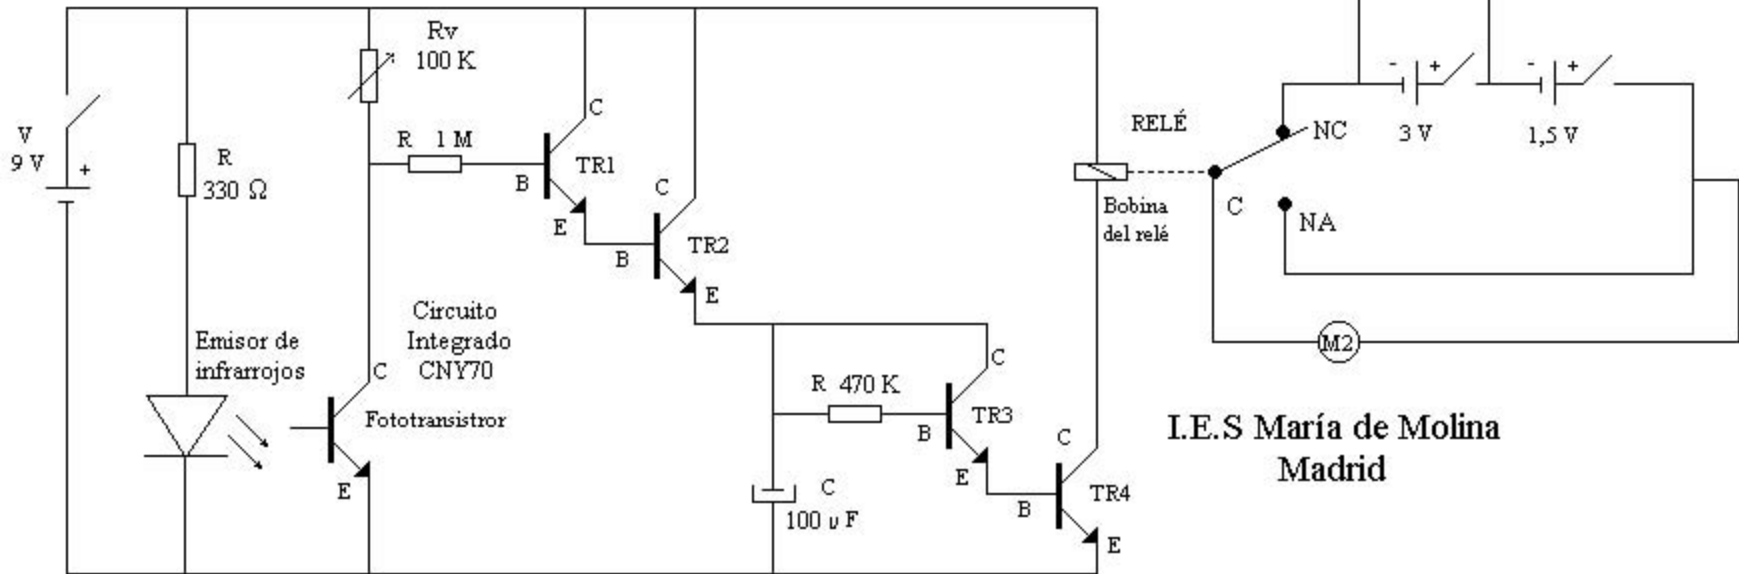 Rv
100 K
V
9 V
+
R
330 Ω
R 1 M
C
TR1
B
E
C
TR2
B
E
Emisor de
infrarrojos
Circuito
Integrado
CNY70
C
Fototransistror
E
R 470 K
C
TR3
B
E
C
100 υ F
C
TR4
B
E
RELÉ
Bobina
del relé
NC
C
NA
- +
3 V
- +
1,5 V
M2
I.E.S María de Molina
Madrid